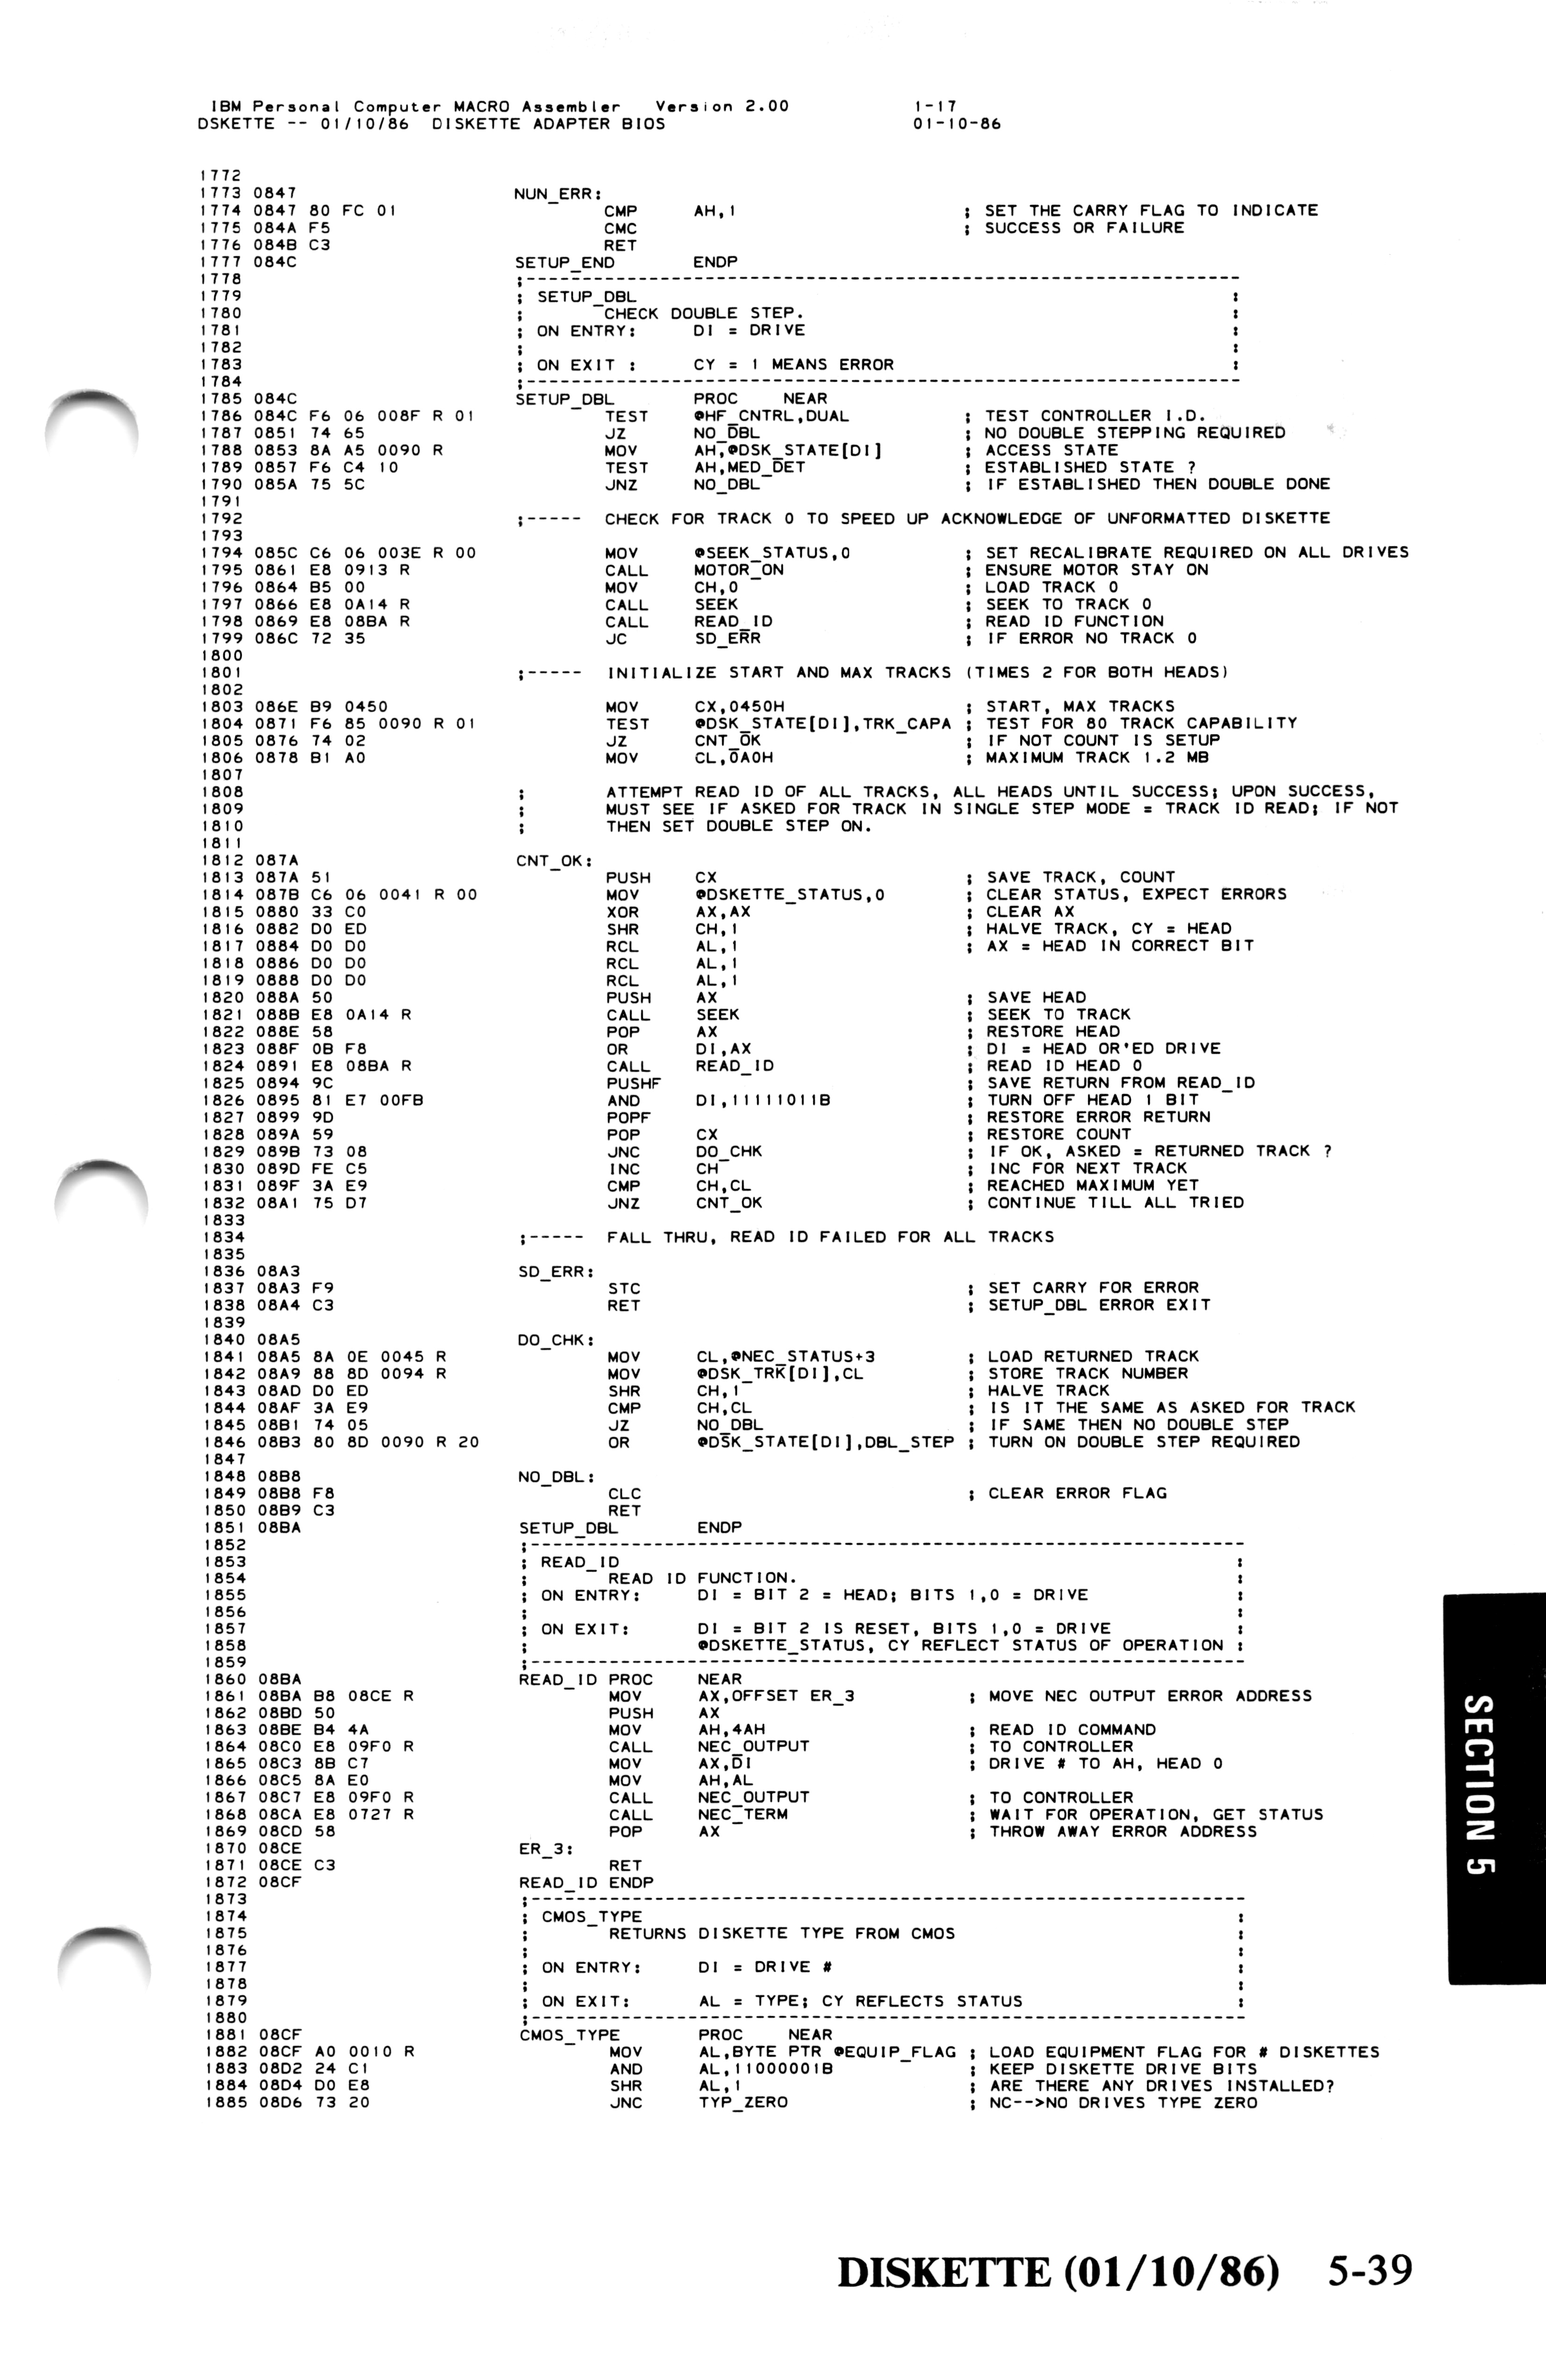 IBM Personal Computer MACRO Assembler   Version 2.00               1-17
DSKETTE -- 01/10/86  DISKETTE ADAPTER BIOS                         01-10-86
1772
1773 0847                      NUN_ERR:
1774 0847 80 FC 01                     CMP     AH,1                    ; SET THE CARRY FLAG TO INDICATE
1775 084A F5                           CMC                             ; SUCCESS OR FAILURE
1776 084B C3                           RET
1777 084C                      SETUP_END       ENDP
1778                           ;----------------------------------------------------------------
1779                           ; SETUP_DBL                                                     :
1780                           ;       CHECK DOUBLE STEP.                                      :
1781                           ; ON ENTRY:     DI = DRIVE                                      :
1782                           ;                                                               :
1783                           ; ON EXIT :     CY = 1 MEANS ERROR                              :
1784                           ;----------------------------------------------------------------
1785 084C                      SETUP_DBL       PROC    NEAR
1786 084C F6 06 008F R 01              TEST    @HF_CNTRL,DUAL          ; TEST CONTROLLER I.D.
1787 0851 74 65                        JZ      NO_DBL                  ; NO DOUBLE STEPPING REQUIRED
1788 0853 8A A5 0090 R                 MOV     AH,@DSK_STATE[DI]       ; ACCESS STATE
1789 0857 F6 C4 10                     TEST    AH,MED_DET              ; ESTABLISHED STATE ?
1790 085A 75 5C                        JNZ     NO_DBL                  ; IF ESTABLISHED THEN DOUBLE DONE
1791
1792                           ;-----  CHECK FOR TRACK 0 TO SPEED UP ACKNOWLEDGE OF UNFORMATTED DISKETTE
1793
1794 085C C6 06 003E R 00              MOV     @SEEK_STATUS,0          ; SET RECALIBRATE REQUIRED ON ALL DRIVES
1795 0861 E8 0913 R                    CALL    MOTOR_ON                ; ENSURE MOTOR STAY ON
1796 0864 B5 00                        MOV     CH,0                    ; LOAD TRACK 0
1797 0866 E8 0A14 R                    CALL    SEEK                    ; SEEK TO TRACK 0
1798 0869 E8 08BA R                    CALL    READ_ID                 ; READ ID FUNCTION
1799 086C 72 35                        JC      SD_ERR                  ; IF ERROR NO TRACK 0
1800
1801                           ;-----  INITIALIZE START AND MAX TRACKS (TIMES 2 FOR BOTH HEADS)
1802
1803 086E B9 0450                      MOV     CX,0450H                ; START, MAX TRACKS
1804 0871 F6 85 0090 R 01              TEST    @DSK_STATE[DI],TRK_CAPA ; TEST FOR 80 TRACK CAPABILITY
1805 0876 74 02                        JZ      CNT_OK                  ; IF NOT COUNT IS SETUP
1806 0878 B1 A0                        MOV     CL,0A0H                 ; MAXIMUM TRACK 1.2 MB
1807
1808                           ;       ATTEMPT READ ID OF ALL TRACKS, ALL HEADS UNTIL SUCCESS; UPON SUCCESS,
1809                           ;       MUST SEE IF ASKED FOR TRACK IN SINGLE STEP MODE = TRACK ID READ; IF NOT
1810                           ;       THEN SET DOUBLE STEP ON.
1811
1812 087A                      CNT_OK:
1813 087A 51                           PUSH    CX                      ; SAVE TRACK, COUNT
1814 087B C6 06 0041 R 00              MOV     @DSKETTE_STATUS,0       ; CLEAR STATUS, EXPECT ERRORS
1815 0880 33 C0                        XOR     AX,AX                   ; CLEAR AX
1816 0882 D0 ED                        SHR     CH,1                    ; HALVE TRACK, CY = HEAD
1817 0884 D0 D0                        RCL     AL,1                    ; AX = HEAD IN CORRECT BIT
1818 0886 D0 D0                        RCL     AL,1
1819 0888 D0 D0                        RCL     AL,1
1820 088A 50                           PUSH    AX                      ; SAVE HEAD
1821 088B E8 0A14 R                    CALL    SEEK                    ; SEEK TO TRACK
1822 088E 58                           POP     AX                      ; RESTORE HEAD
1823 088F 0B F8                        OR      DI,AX                   ; DI = HEAD OR'ED DRIVE
1824 0891 E8 08BA R                    CALL    READ_ID                 ; READ ID HEAD 0
1825 0894 9C                           PUSHF                           ; SAVE RETURN FROM READ_ID
1826 0895 81 E7 00FB                   AND     DI,11111011B            ; TURN OFF HEAD 1 BIT
1827 0899 9D                           POPF                            ; RESTORE ERROR RETURN
1828 089A 59                           POP     CX                      ; RESTORE COUNT
1829 089B 73 08                        JNC     DO_CHK                  ; IF OK, ASKED = RETURNED TRACK ?
1830 089D FE C5                        INC     CH                      ; INC FOR NEXT TRACK
1831 089F 3A E9                        CMP     CH,CL                   ; REACHED MAXIMUM YET
1832 08A1 75 D7                        JNZ     CNT_OK                  ; CONTINUE TILL ALL TRIED
1833
1834                           ;-----  FALL THRU, READ ID FAILED FOR ALL TRACKS
1835
1836 08A3                      SD_ERR:
1837 08A3 F9                           STC                             ; SET CARRY FOR ERROR
1838 08A4 C3                           RET                             ; SETUP_DBL ERROR EXIT
1839
1840 08A5                      DO_CHK:
1841 08A5 8A 0E 0045 R                 MOV     CL,@NEC_STATUS+3        ; LOAD RETURNED TRACK
1842 08A9 88 8D 0094 R                 MOV     @DSK_TRK[DI],CL         ; STORE TRACK NUMBER
1843 08AD D0 ED                        SHR     CH,1                    ; HALVE TRACK
1844 08AF 3A E9                        CMP     CH,CL                   ; IS IT THE SAME AS ASKED FOR TRACK
1845 08B1 74 05                        JZ      NO_DBL                  ; IF SAME THEN NO DOUBLE STEP
1846 08B3 80 8D 0090 R 20              OR      @DSK_STATE[DI],DBL_STEP ; TURN ON DOUBLE STEP REQUIRED
1847
1848 08B8                      NO_DBL:
1849 08B8 F8                           CLC                             ; CLEAR ERROR FLAG
1850 08B9 C3                           RET
1851 08BA                      SETUP_DBL       ENDP
1852                           ;----------------------------------------------------------------
1853                           ; READ_ID                                                       :
1854                           ;       READ ID FUNCTION.                                       :
1855                           ; ON ENTRY:     DI = BIT 2 = HEAD; BITS 1,0 = DRIVE             :
1856                           ;                                                               :
1857                           ; ON EXIT:      DI = BIT 2 IS RESET, BITS 1,0 = DRIVE           :
1858                           ;               @DSKETTE_STATUS, CY REFLECT STATUS OF OPERATION :
1859                           ;----------------------------------------------------------------
1860 08BA                      READ_ID PROC    NEAR
1861 08BA B8 08CE R                    MOV     AX,OFFSET ER_3          ; MOVE NEC OUTPUT ERROR ADDRESS
1862 08BD 50                           PUSH    AX
1863 08BE B4 4A                        MOV     AH,4AH                  ; READ ID COMMAND
1864 08C0 E8 09F0 R                    CALL    NEC_OUTPUT              ; TO CONTROLLER
1865 08C3 8B C7                        MOV     AX,DI                   ; DRIVE # TO AH, HEAD 0
1866 08C5 8A E0                        MOV     AH,AL
1867 08C7 E8 09F0 R                    CALL    NEC_OUTPUT              ; TO CONTROLLER
1868 08CA E8 0727 R                    CALL    NEC_TERM                ; WAIT FOR OPERATION, GET STATUS
1869 08CD 58                           POP     AX                      ; THROW AWAY ERROR ADDRESS
1870 08CE                      ER_3:
1871 08CE C3                           RET
1872 08CF                      READ_ID ENDP
1873                           ;----------------------------------------------------------------
1874                           ; CMOS_TYPE                                                     :
1875                           ;       RETURNS DISKETTE TYPE FROM CMOS                         :
1876                           ;                                                               :
1877                           ; ON ENTRY:     DI = DRIVE #                                    :
1878                           ;                                                               :
1879                           ; ON EXIT:      AL = TYPE; CY REFLECTS STATUS                   :
1880                           ;----------------------------------------------------------------
1881 08CF                      CMOS_TYPE       PROC    NEAR
1882 08CF A0 0010 R                    MOV     AL,BYTE PTR @EQUIP_FLAG ; LOAD EQUIPMENT FLAG FOR # DISKETTES
1883 08D2 24 C1                        AND     AL,11000001B            ; KEEP DISKETTE DRIVE BITS
1884 08D4 D0 E8                        SHR     AL,1                    ; ARE THERE ANY DRIVES INSTALLED?
1885 08D6 73 20                        JNC     TYP_ZERO                ; NC-->NO DRIVES TYPE ZERO
SECTION 5
DISKETTE (01/10/86)   5-39